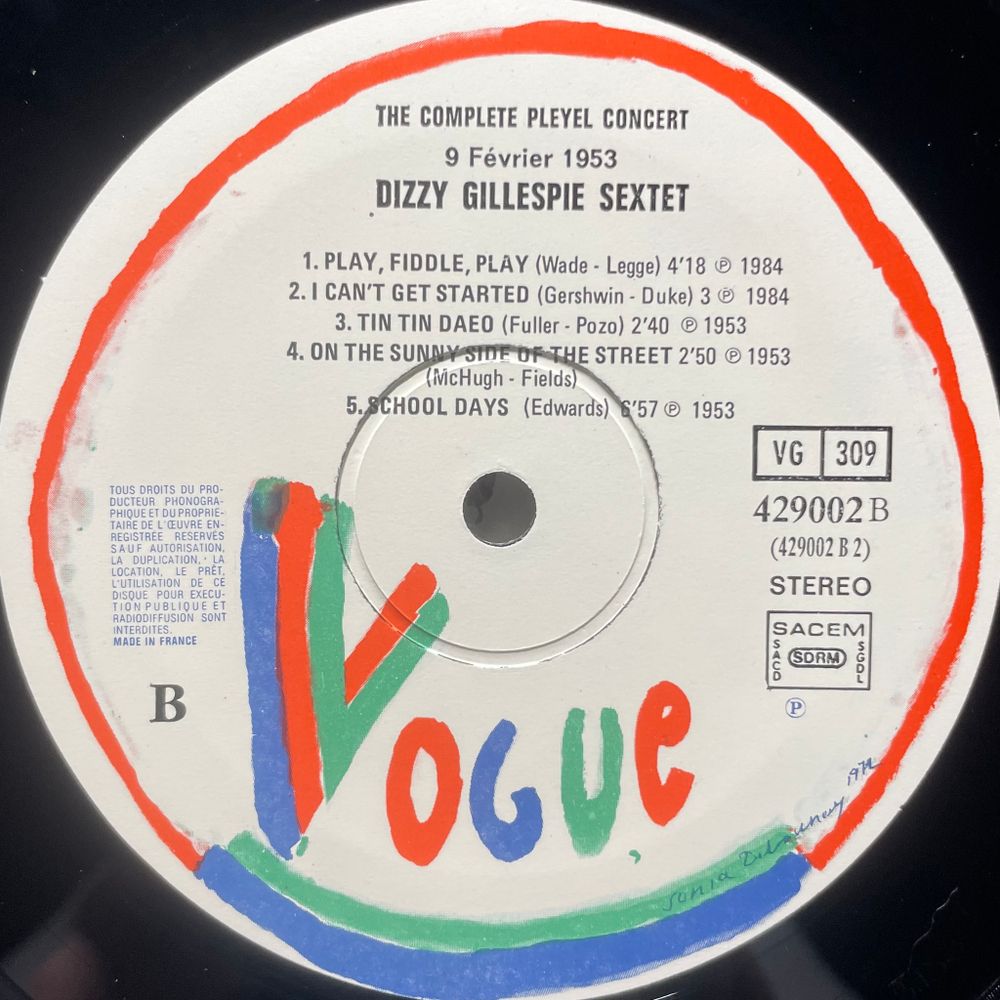 THE COMPLETE PLEYEL CONCERT
9 Février 1953
DIZZY GILLESPIE SEXTET
1. PLAY, FIDDLE, PLAY (Wade - Legge) 4'18 ℗ 1984
2. I CAN'T GET STARTED (Gershwin - Duke) 3 ℗ 1984
3. TIN TIN DAEO (Fuller - Pozo) 2'40 ℗ 1953
4. ON THE SUNNY SIDE OF THE STREET 2'50 ℗ 1953
(McHugh - Fields)
5. SCHOOL DAYS (Edwards) 6'57 ℗ 1953
VG 309
429002 B
(429002 B 2)
STEREO
SACEM
SACD
SDRM
SGDL
℗
TOUS DROITS DU PRO-
DUCTEUR PHONOGRA-
PHIQUE ET DU PROPRIE-
TAIRE DE L'ŒUVRE EN-
REGISTRÉE RESERVÉS
SAUF AUTORISATION,
LA DUPLICATION, LA
LOCATION, LE PRÊT,
L'UTILISATION DE CE
DISQUE POUR EXECU-
TION PUBLIQUE ET
RADIODIFFUSION SONT
INTERDITES.
MADE IN FRANCE
B
VOGUE
Sonia Delaunay 1972